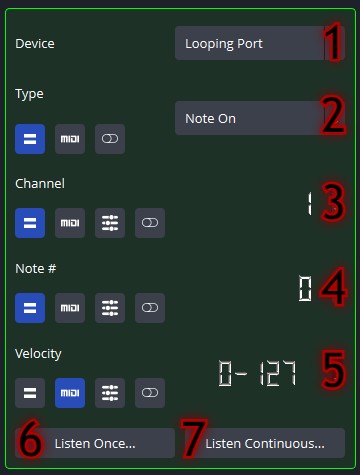 Device
Looping Port 1
Type
Note On 2
MIDI
Channel
1 3
MIDI
Note #
0 4
MIDI
Velocity
0-127 5
MIDI
6 Listen Once...
7 Listen Continuous...